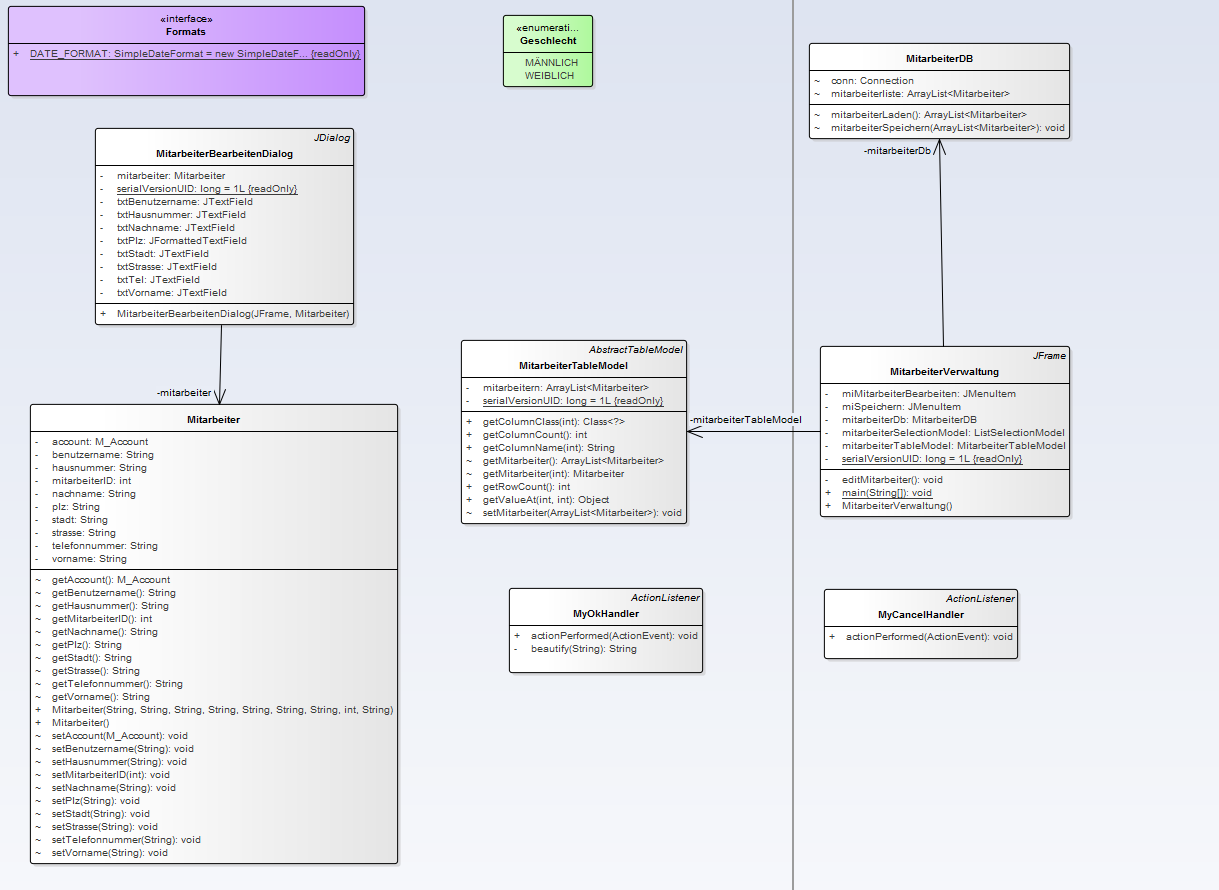 «interface»
Formats
+ DATE_FORMAT: SimpleDateFormat = new SimpleDateF... {readOnly}
«enumerati...
Geschlecht
MÄNNLICH
WEIBLICH
MitarbeiterDB
~ conn: Connection
~ mitarbeiterliste: ArrayList<Mitarbeiter>
~ mitarbeiterLaden(): ArrayList<Mitarbeiter>
~ mitarbeiterSpeichern(ArrayList<Mitarbeiter>): void
-mitarbeiterDb
JDialog
MitarbeiterBearbeitenDialog
- mitarbeiter: Mitarbeiter
- serialVersionUID: long = 1L {readOnly}
- txtBenutzername: JTextField
- txtHausnummer: JTextField
- txtNachname: JTextField
- txtPlz: JFormattedTextField
- txtStadt: JTextField
- txtStrasse: JTextField
- txtTel: JTextField
- txtVorname: JTextField
+ MitarbeiterBearbeitenDialog(JFrame, Mitarbeiter)
-mitarbeiter
AbstractTableModel
MitarbeiterTableModel
- mitarbeitern: ArrayList<Mitarbeiter>
- serialVersionUID: long = 1L {readOnly}
+ getColumnClass(int): Class<?>
+ getColumnCount(): int
+ getColumnName(int): String
~ getMitarbeiter(): ArrayList<Mitarbeiter>
~ getMitarbeiter(int): Mitarbeiter
+ getRowCount(): int
+ getValueAt(int, int): Object
~ setMitarbeiter(ArrayList<Mitarbeiter>): void
-mitarbeiterTableModel
JFrame
MitarbeiterVerwaltung
- miMitarbeiterBearbeiten: JMenuItem
- miSpeichern: JMenuItem
- mitarbeiterDb: MitarbeiterDB
- mitarbeiterSelectionModel: ListSelectionModel
- mitarbeiterTableModel: MitarbeiterTableModel
- serialVersionUID: long = 1L {readOnly}
- editMitarbeiter(): void
+ main(String[]): void
+ MitarbeiterVerwaltung()
Mitarbeiter
- account: M_Account
- benutzername: String
- hausnummer: String
- mitarbeiterID: int
- nachname: String
- plz: String
- stadt: String
- strasse: String
- telefonnummer: String
- vorname: String
~ getAccount(): M_Account
~ getBenutzername(): String
~ getHausnummer(): String
~ getMitarbeiterID(): int
~ getNachname(): String
~ getPlz(): String
~ getStadt(): String
~ getStrasse(): String
~ getTelefonnummer(): String
~ getVorname(): String
+ Mitarbeiter(String, String, String, String, String, String, String, int, String)
+ Mitarbeiter()
~ setAccount(M_Account): void
~ setBenutzername(String): void
~ setHausnummer(String): void
~ setMitarbeiterID(int): void
~ setNachname(String): void
~ setPlz(String): void
~ setStadt(String): void
~ setStrasse(String): void
~ setTelefonnummer(String): void
~ setVorname(String): void
ActionListener
MyOkHandler
+ actionPerformed(ActionEvent): void
- beautify(String): String
ActionListener
MyCancelHandler
+ actionPerformed(ActionEvent): void